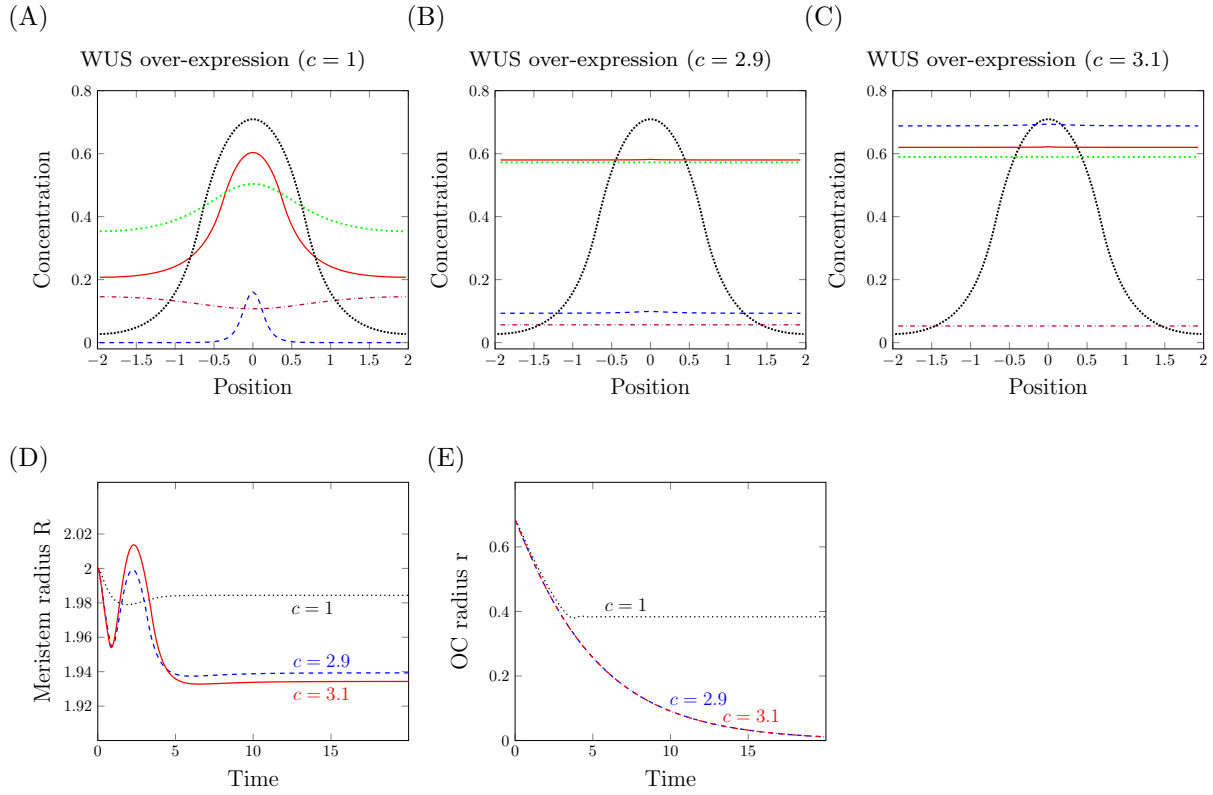 (A)
(B)
(C)
WUS over-expression (c = 1)
WUS over-expression (c = 2.9)
WUS over-expression (c = 3.1)
0.8
0.6
0.4
0.2
0
Concentration
−2 −1.5 −1 −0.5 0 0.5 1 1.5 2
Position
0.8
0.6
0.4
0.2
0
Concentration
−2 −1.5 −1 −0.5 0 0.5 1 1.5 2
Position
0.8
0.6
0.4
0.2
0
Concentration
−2 −1.5 −1 −0.5 0 0.5 1 1.5 2
Position
(D)
(E)
2.02
2
1.98
1.96
1.94
1.92
Meristem radius R
c = 1
c = 2.9
c = 3.1
0 5 10 15
Time
0.6
0.4
0.2
0
OC radius r
c = 1
c = 2.9
c = 3.1
0 5 10 15
Time